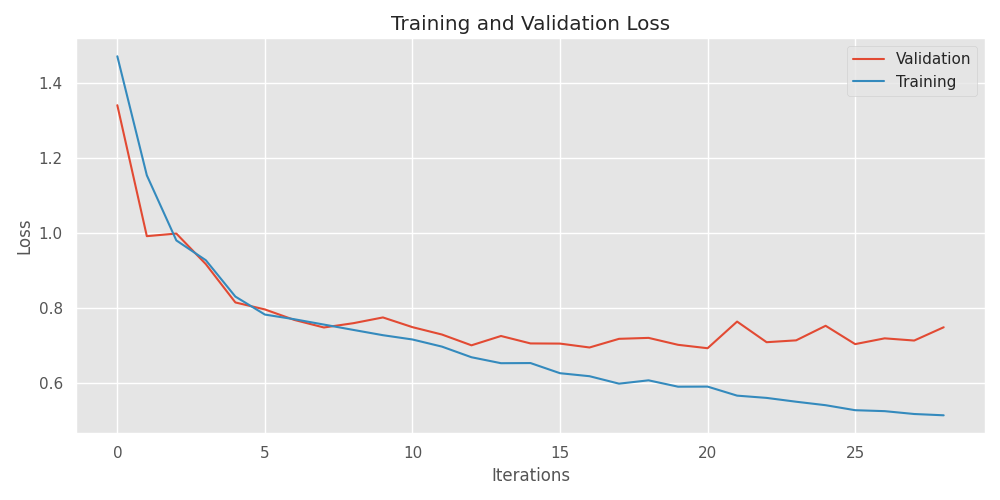 Training and Validation Loss
Validation
Training
1.4
1.2
1.0
0.8
0.6
Loss
0 5 10 15 20 25
Iterations